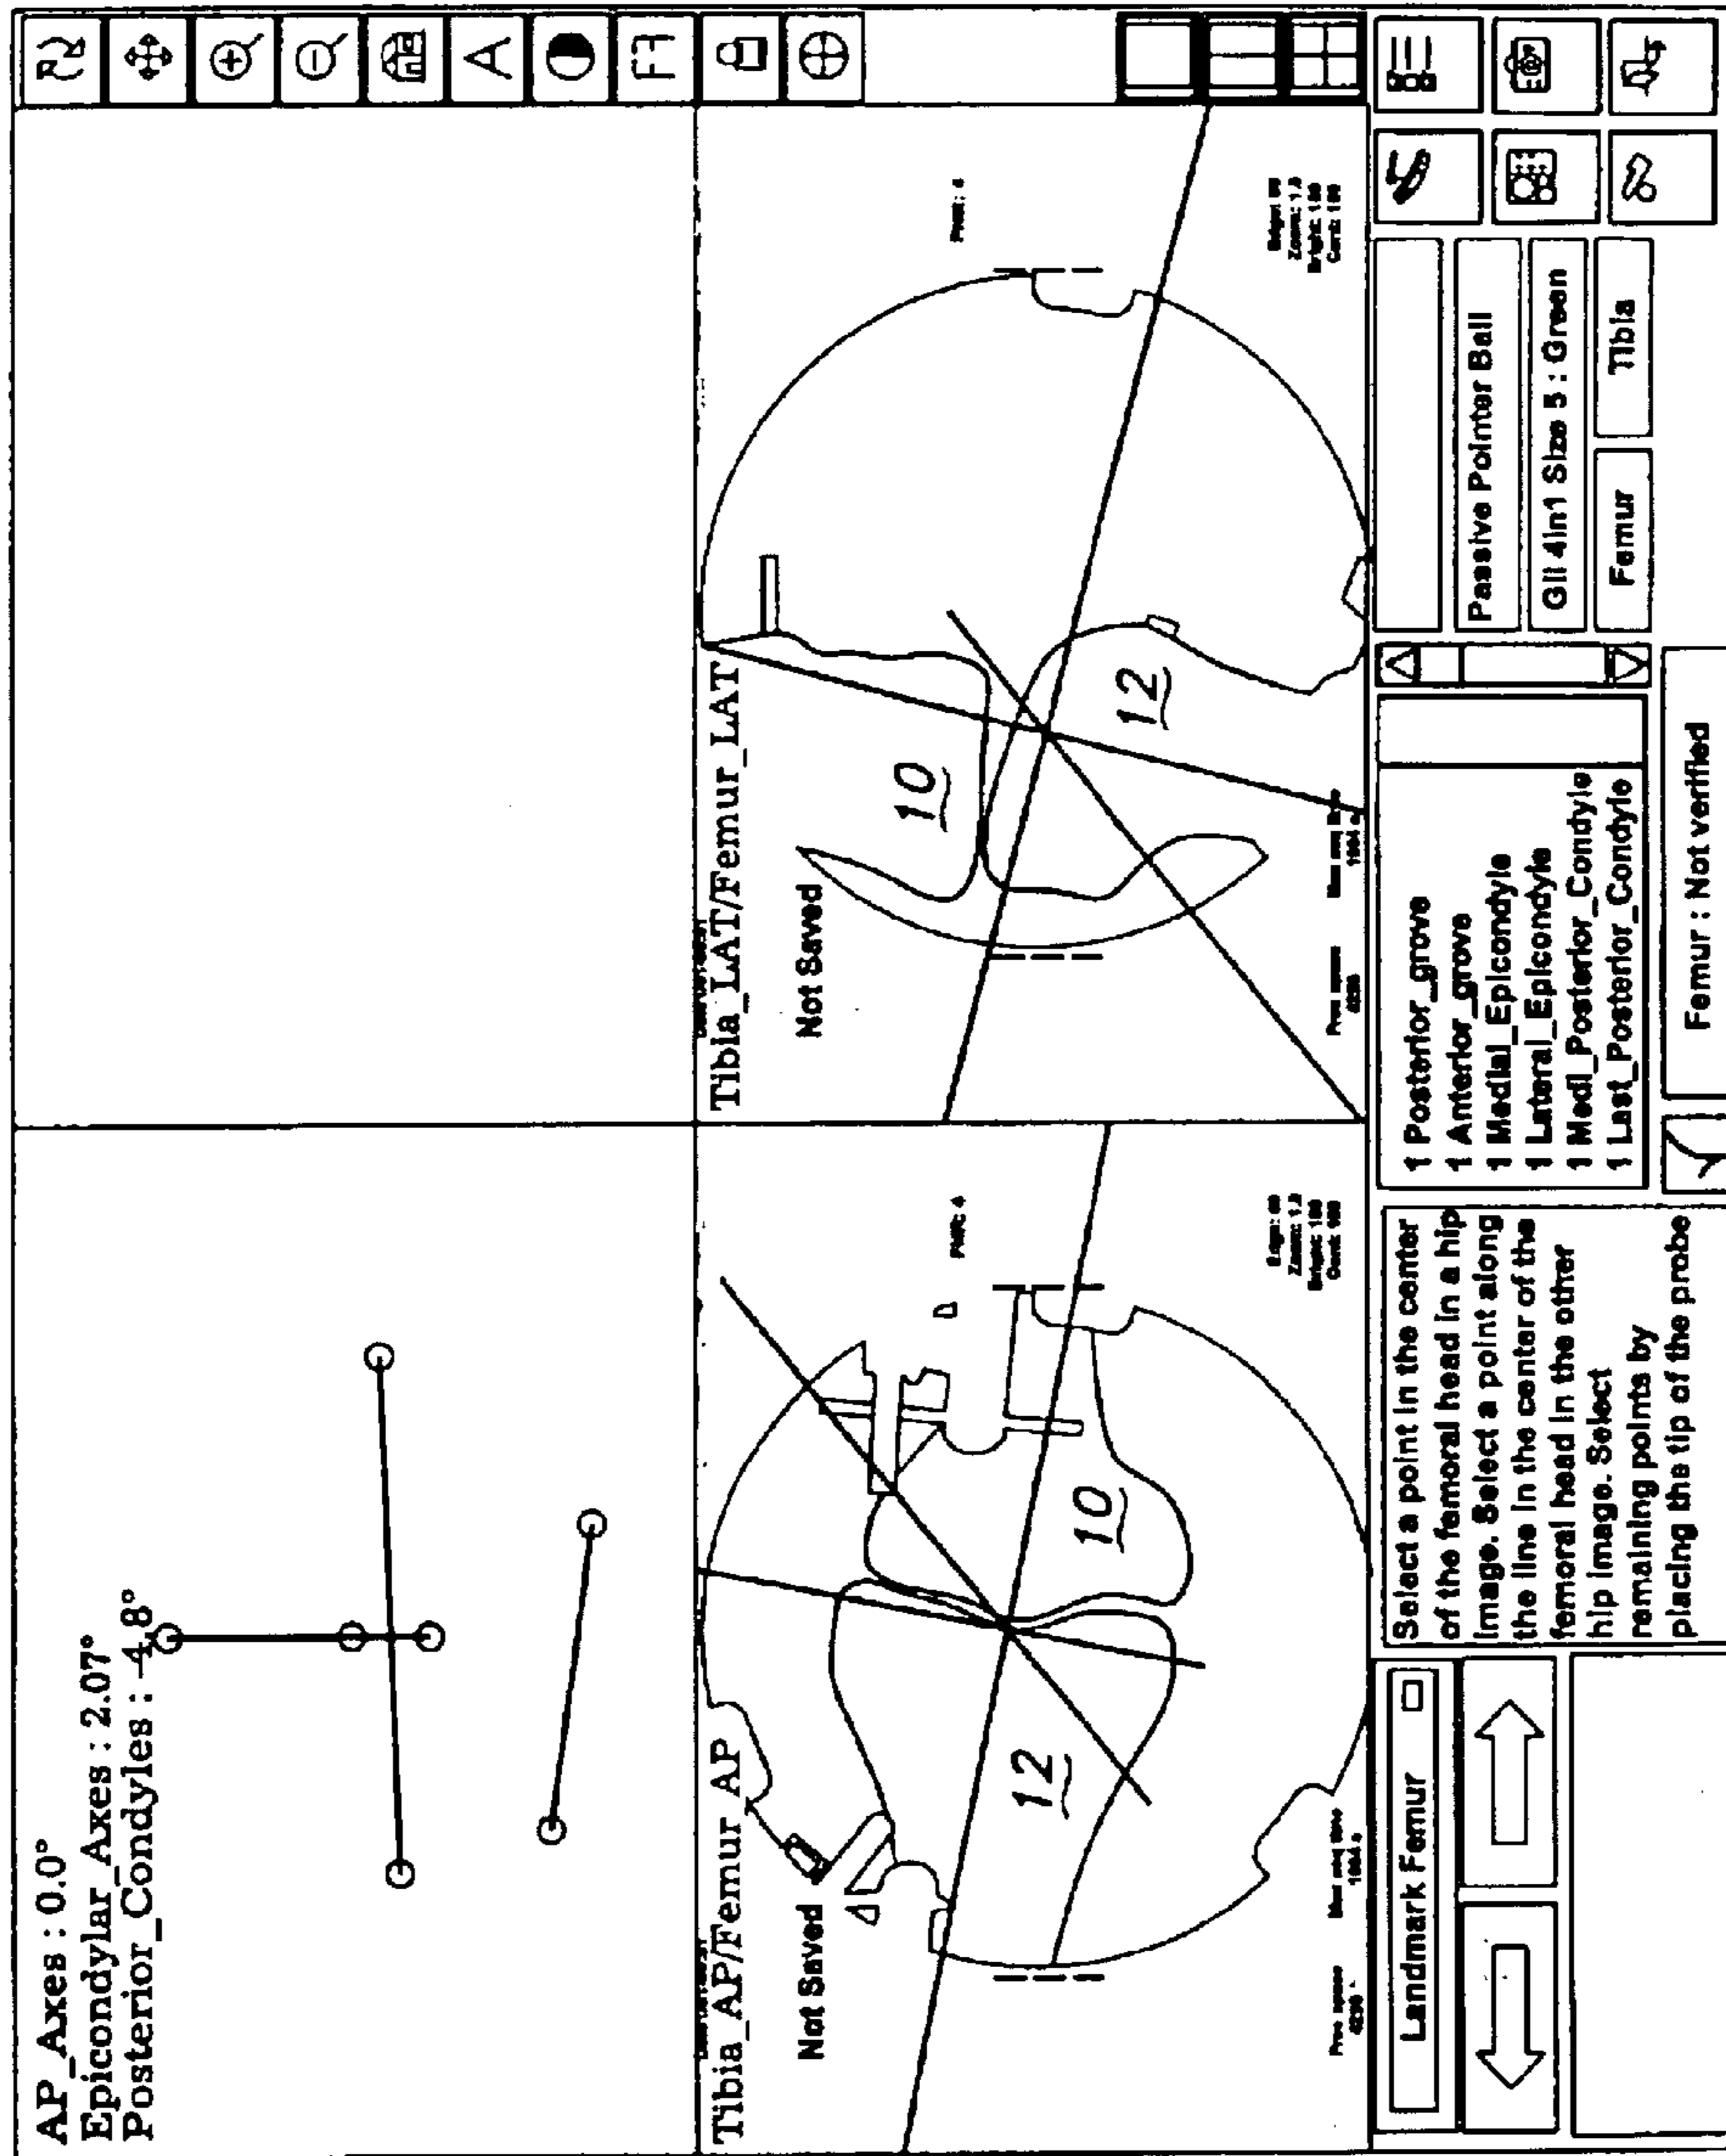 AP_Axes : 0.0°
Epicondylar_Axes : 2.07°
Posterior_Condyles : -4.8°
Tibia_AP/Femur_AP
Not Saved
12
10
Tibia_LAT/Femur_LAT
Not Saved
10
12
Landmark Femur
Select a point in the center
of the femoral head in a hip
image. Select a point along
the line in the center of the
femoral head in the other
hip image. Select
remaining points by
placing the tip of the probe
1 Posterior_grove
1 Anterior_grove
1 Medial_Epicondyle
1 Lateral_Epicondyle
1 Medl_Posterior_Condyle
1 Last_Posterior_Condyle
Femur : Not verified
Passive Pointer Ball
GII 4in1 Size 5 : Green
Femur
Tibia